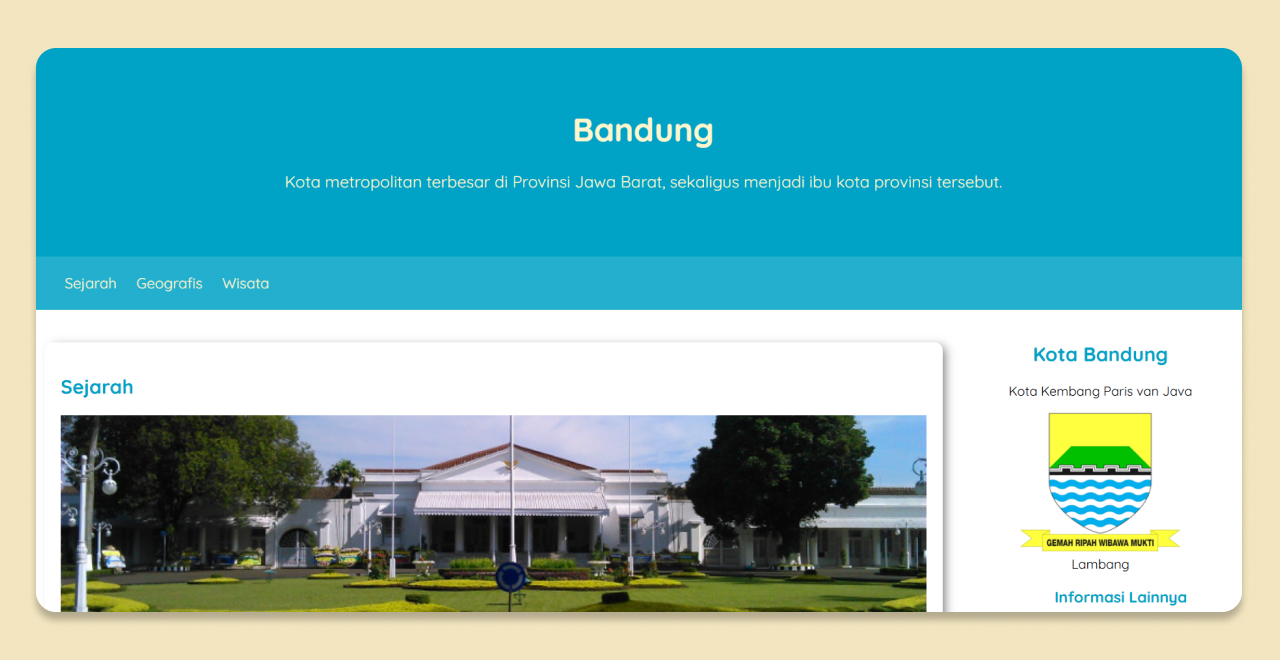 Bandung
Kota metropolitan terbesar di Provinsi Jawa Barat, sekaligus menjadi ibu kota provinsi tersebut.
Sejarah Geografis Wisata
Sejarah
Kota Bandung
Kota Kembang Paris van Java
GEMAH RIPAH WIBAWA MUKTI
Lambang
Informasi Lainnya